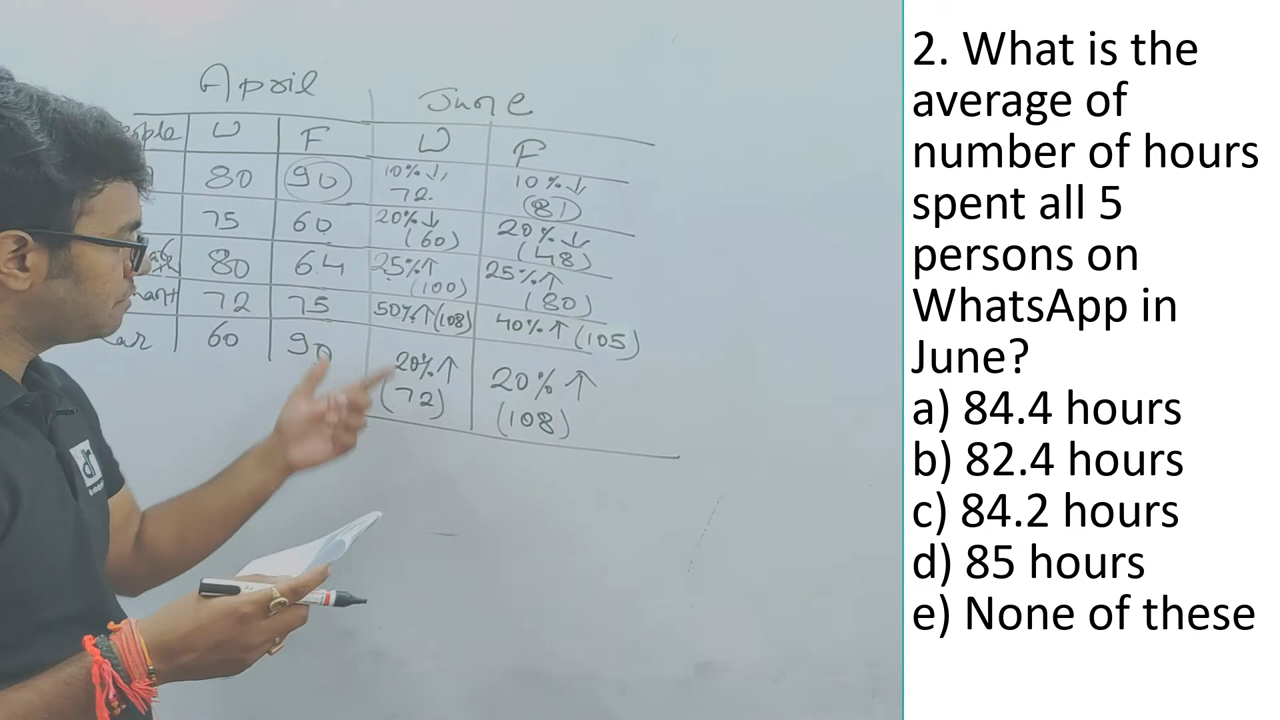 April June
W F W F
80 90 10%↓ 72. 10%↓ 81
75 60 20%↓ (60) 20%↓ (48)
80 64 25%↑ (100) 25%↑ (80)
72 75 50%↑(108) 40%↑(105)
60 90 20%↑ (72) 20%↑ (108)
dr
2. What is the
average of
number of hours
spent all 5
persons on
WhatsApp in
June?
a) 84.4 hours
b) 82.4 hours
c) 84.2 hours
d) 85 hours
e) None of these